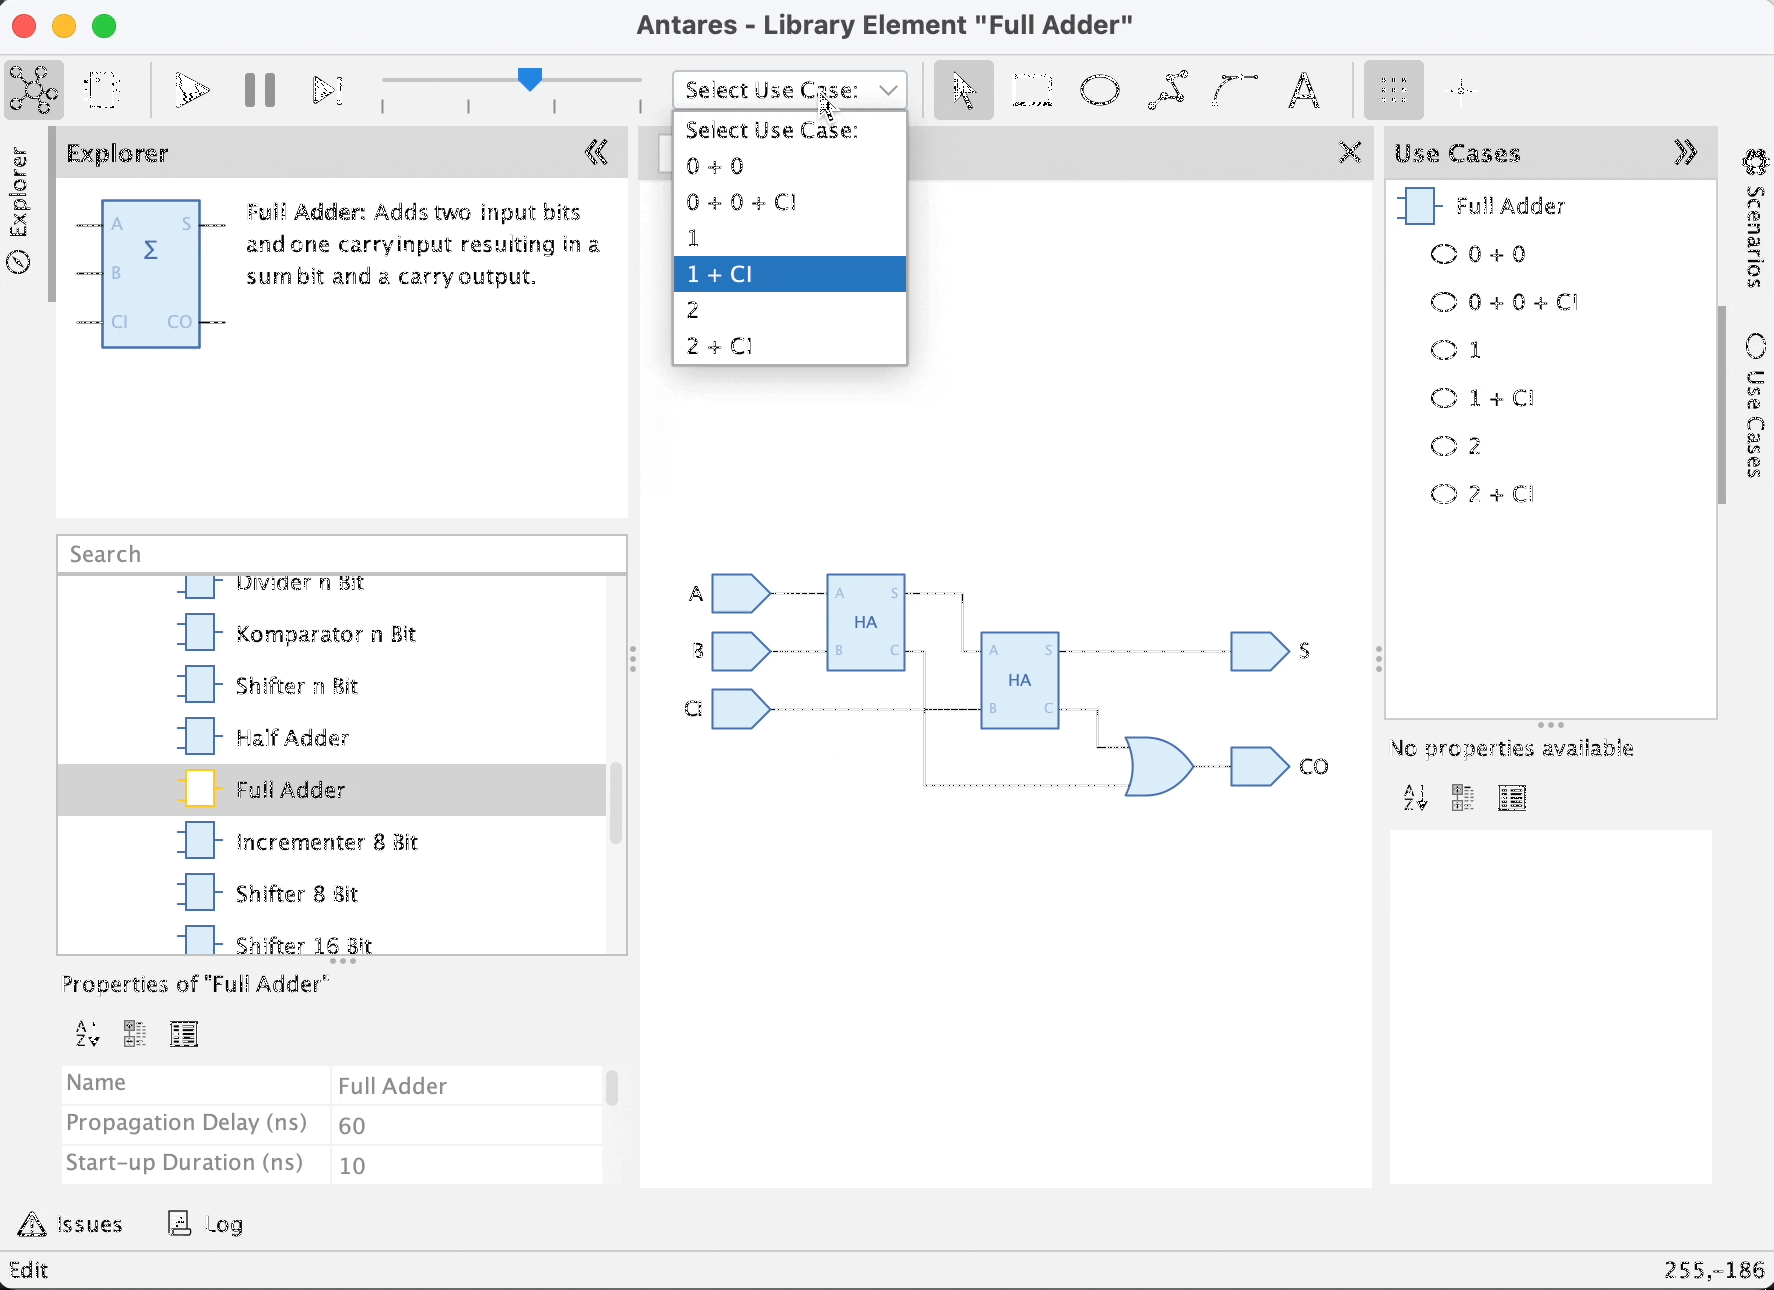 Antares - Library Element "Full Adder"
Select Use Case:
Select Use Case:
0 + 0
0 + 0 + CI
1
1 + CI
2
2 + CI
Explorer
Explorer
A
S
Σ
B
CI
CO
Full Adder: Adds two input bits
and one carry input resulting in a
sum bit and a carry output.
Search
Divider n Bit
Komparator n Bit
Shifter n Bit
Half Adder
Full Adder
Incrementer 8 Bit
Shifter 8 Bit
Shifter 16 Bit
Properties of "Full Adder"
Name
Full Adder
Propagation Delay (ns)
60
Start-up Duration (ns)
10
A
B
CI
A
S
HA
B
C
A
S
HA
B
C
S
CO
Use Cases
Full Adder
0 + 0
0 + 0 + CI
1
1 + CI
2
2 + CI
No properties available
Scenarios
Use Cases
Issues
Log
Edit
255,-186